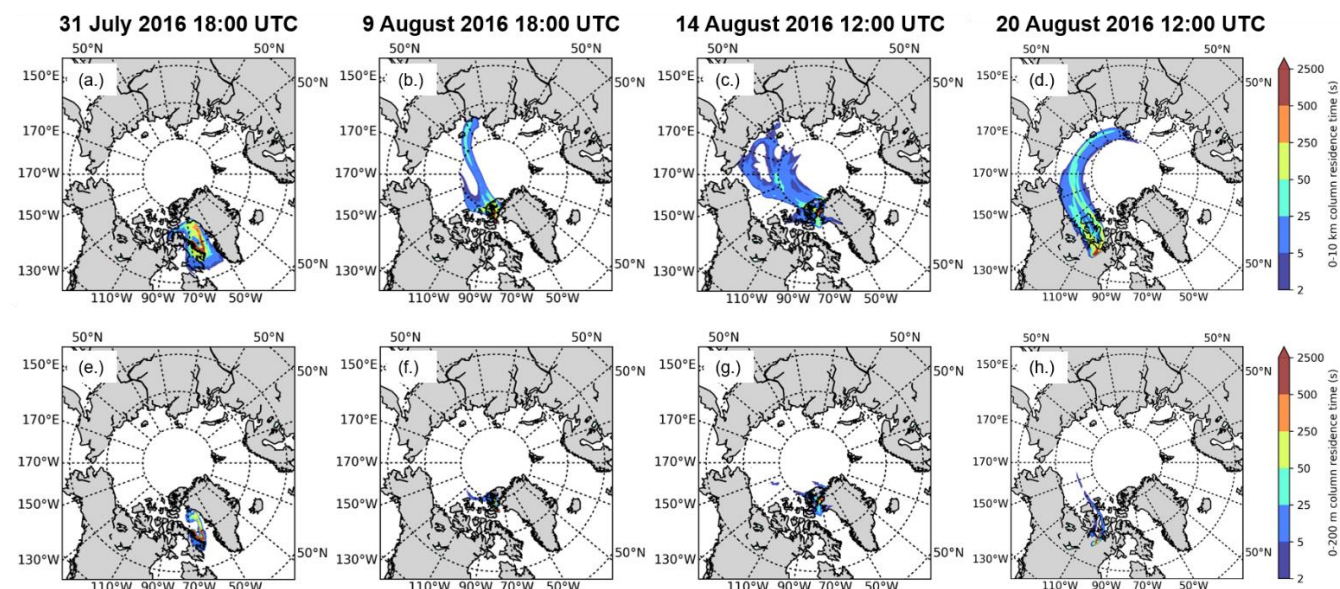 31 July 2016 18:00 UTC
9 August 2016 18:00 UTC
14 August 2016 12:00 UTC
20 August 2016 12:00 UTC
50°N 50°N 50°N 50°N 50°N 50°N 50°N 50°N
(a.) (b.) (c.) (d.)
150°E 150°E 150°E 150°E
50°N 50°N 50°N 50°N
170°E 170°E 170°E 170°E
170°W 170°W 170°W 170°W
150°W 150°W 150°W 150°W
130°W 130°W 130°W 130°W
50°N 50°N 50°N 50°N
110°W 90°W 70°W 50°W 110°W 90°W 70°W 50°W 110°W 90°W 70°W 50°W 110°W 90°W 70°W 50°W
2500
500
250
50
25
5
2
0-10 km column residence time (s)
50°N 50°N 50°N 50°N 50°N 50°N 50°N 50°N
(e.) (f.) (g.) (h.)
150°E 150°E 150°E 150°E
50°N 50°N 50°N 50°N
170°E 170°E 170°E 170°E
170°W 170°W 170°W 170°W
150°W 150°W 150°W 150°W
130°W 130°W 130°W 130°W
50°N 50°N 50°N 50°N
110°W 90°W 70°W 50°W 110°W 90°W 70°W 50°W 110°W 90°W 70°W 50°W 110°W 90°W 70°W 50°W
2500
500
250
50
25
5
2
0-200 m column residence time (s)